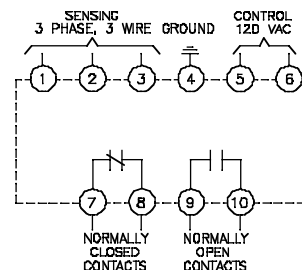 SENSING
3 PHASE, 3 WIRE GROUND
CONTROL
120 VAC
1 2 3 4 5 6
7 8 9 10
NORMALLY
CLOSED
CONTACTS
NORMALLY
OPEN
CONTACTS